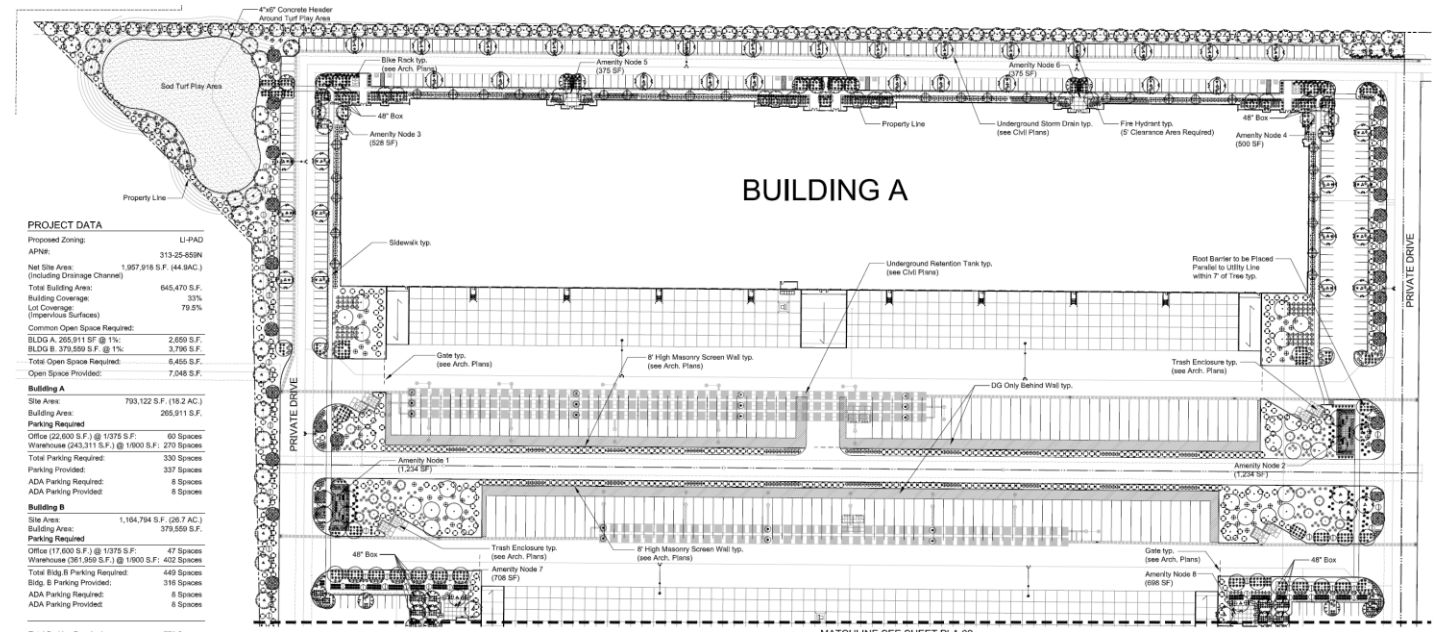 4"x6" Concrete Header
Around Turf Play Area
Sod Turf Play Area
Bike Rack typ.
(see Arch. Plans)
Amenity Node 5
(375 SF)
Amenity Node 6
(375 SF)
48" Box
Amenity Node 3
(528 SF)
Property Line
Underground Storm Drain typ.
(see Civil Plans)
Fire Hydrant typ.
(5' Clearance Area Required)
48" Box
Amenity Node 4
(500 SF)
Property Line
BUILDING A
Sidewalk typ.
Underground Retention Tank typ.
(see Civil Plans)
Root Barrier to be Placed
Parallel to Utility Line
within 7' of Tree typ.
PRIVATE DRIVE
PROJECT DATA
Proposed Zoning: LI-PAD
APN#: 313-25-859N
Net Site Area: 1,957,918 S.F. (44.9AC.)
(Including Drainage Channel)
Total Building Area: 645,470 S.F.
Building Coverage: 33%
Lot Coverage: 79.5%
(Impervious Surfaces)
Common Open Space Required:
BLDG A. 265,911 SF @ 1%: 2,659 S.F.
BLDG B. 379,559 S.F. @ 1%: 3,796 S.F.
Total Open Space Required: 6,455 S.F.
Open Space Provided: 7,048 S.F.
Building A
Site Area: 793,122 S.F. (18.2 AC.)
Building Area: 265,911 S.F.
Parking Required
Office (22,600 S.F.) @ 1/375 S.F: 60 Spaces
Warehouse (243,311 S.F.) @ 1/900 S.F: 270 Spaces
Total Parking Required: 330 Spaces
Parking Provided: 337 Spaces
ADA Parking Required: 8 Spaces
ADA Parking Provided: 8 Spaces
Building B
Site Area: 1,164,794 S.F. (26.7 AC.)
Building Area: 379,559 S.F.
Parking Required
Office (17,600 S.F.) @ 1/375 S.F: 47 Spaces
Warehouse (361,959 S.F.) @ 1/900 S.F: 402 Spaces
Total Bldg.B Parking Required: 449 Spaces
Bldg. B Parking Provided: 316 Spaces
ADA Parking Required: 8 Spaces
ADA Parking Provided: 8 Spaces
Gate typ.
(see Arch. Plans)
8' High Masonry Screen Wall typ.
(see Arch. Plans)
Trash Enclosure typ.
(see Arch. Plans)
DG Only Behind Wall typ.
PRIVATE DRIVE
Amenity Node 1
(1,234 SF)
Amenity Node 2
(1,234 SF)
Trash Enclosure typ.
(see Arch. Plans)
8' High Masonry Screen Wall typ.
(see Arch. Plans)
Gate typ.
(see Arch. Plans)
48" Box
Amenity Node 7
(708 SF)
Amenity Node 8
(698 SF)
48" Box